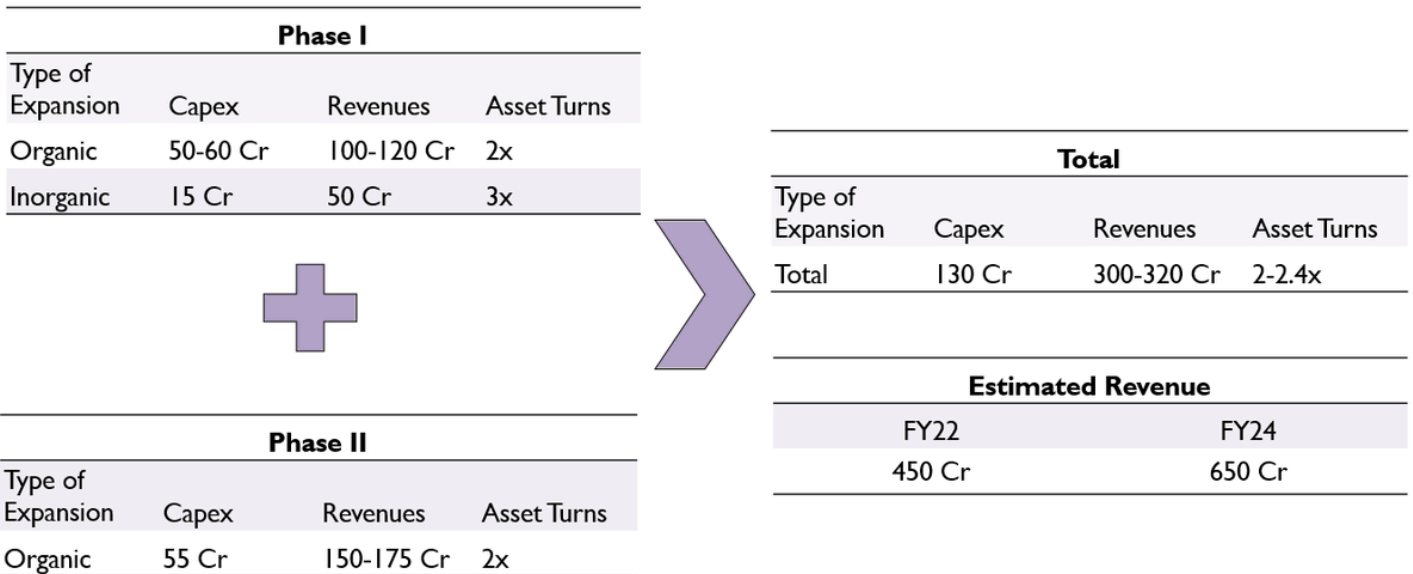 Phase I
Type of
Expansion Capex Revenues Asset Turns
Organic 50-60 Cr 100-120 Cr 2x
Inorganic 15 Cr 50 Cr 3x
Phase II
Type of
Expansion Capex Revenues Asset Turns
Organic 55 Cr 150-175 Cr 2x
Total
Type of
Expansion Capex Revenues Asset Turns
Total 130 Cr 300-320 Cr 2-2.4x
Estimated Revenue
FY22 FY24
450 Cr 650 Cr